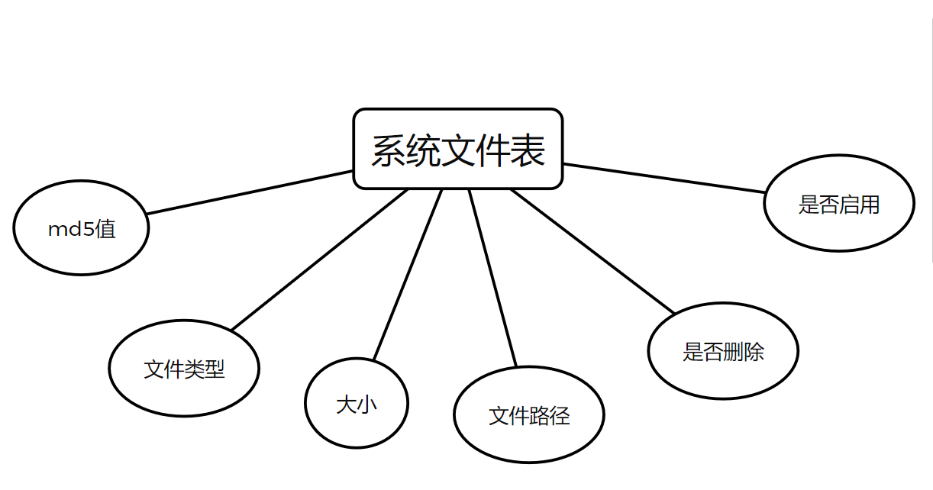 系统文件表
md5值
文件类型
大小
文件路径
是否删除
是否启用